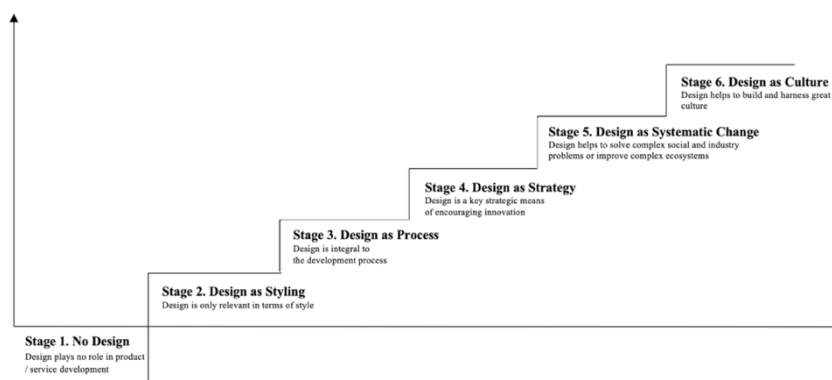 Stage 6. Design as Culture
Design helps to build and harness great
culture
Stage 5. Design as Systematic Change
Design helps to solve complex social and industry
problems or improve complex ecosystems
Stage 4. Design as Strategy
Design is a key strategic means
of encouraging innovation
Stage 3. Design as Process
Design is integral to
the development process
Stage 2. Design as Styling
Design is only relevant in terms of style
Stage 1. No Design
Design plays no role in product
/ service development